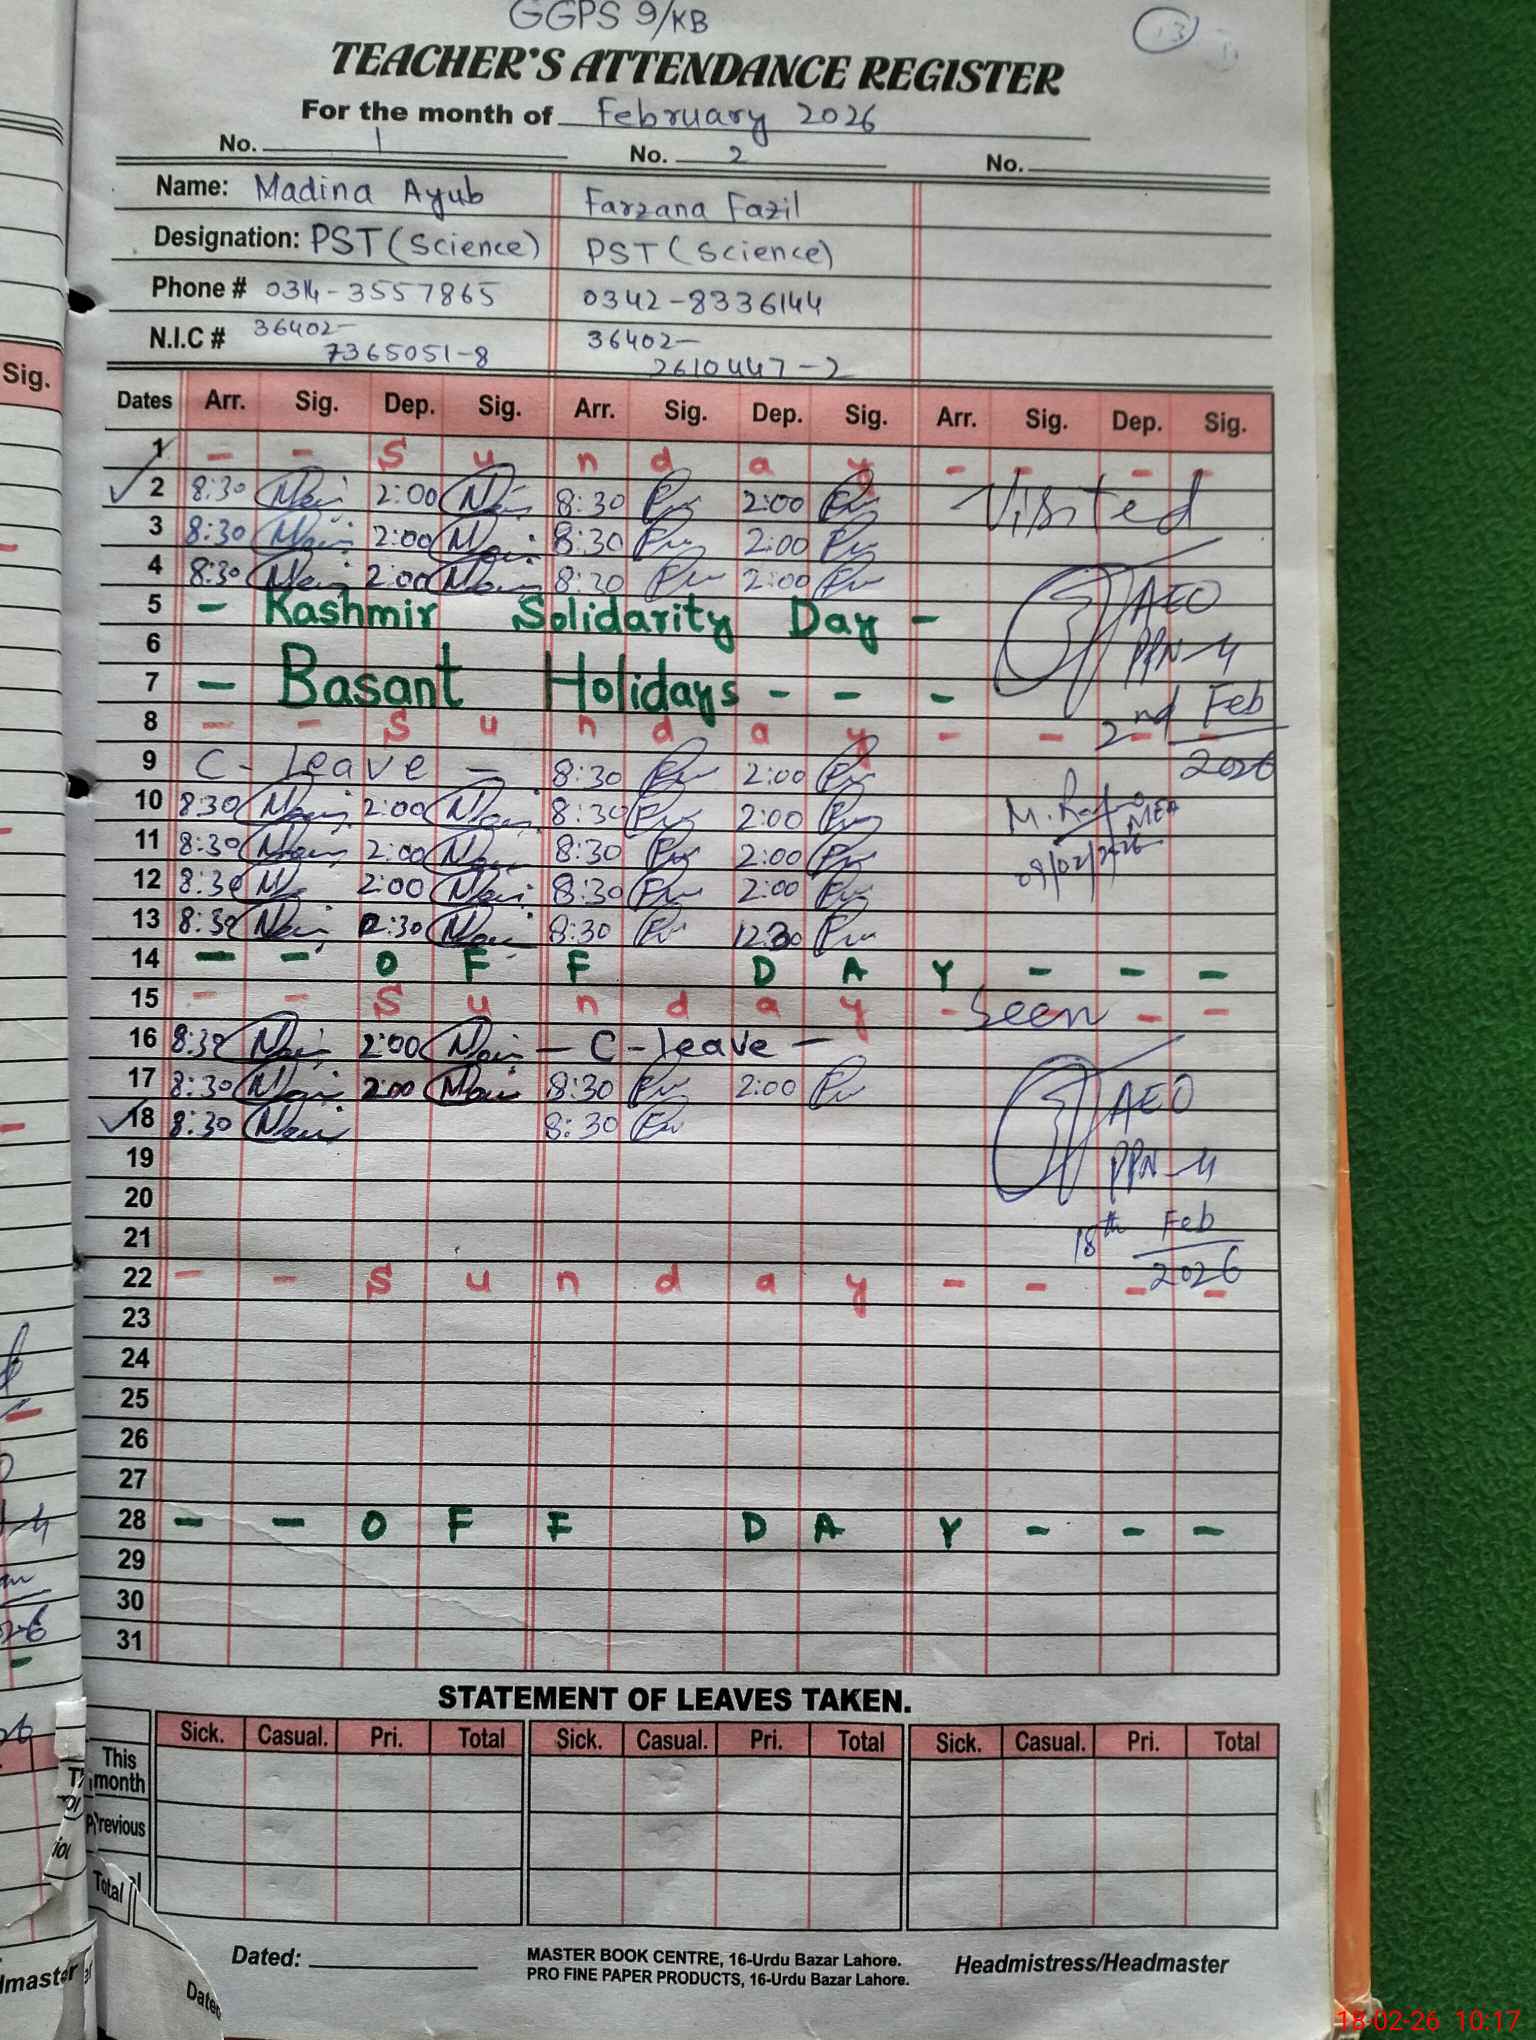 GGPS 9/KB
13
TEACHER'S ATTENDANCE REGISTER
For the month of February 2026
No. 1 No. 2 No.
Name: Madina Ayub Farzana Fazil
Designation: PST (Science) PST (Science)
Phone # 0314-3557865 0342-8336144
N.I.C # 36402- 36402-
7365051-8 2610447-2
Sig.
Dates Arr. Sig. Dep. Sig. Arr. Sig. Dep. Sig. Arr. Sig. Dep. Sig.
1 - - S u n d a y - - - -
2 8:30 2:00 8:30 2:00 Visited
3 8:30 2:00 8:30 2:00
4 8:30 2:00 8:30 2:00 AEO
5 - Kashmir Solidarity Day -
6 PPN-4
7 - Basant Holidays - - -
8 - - S u n d a y - - - - 2nd Feb
2026
9 C- Leave - 8:30 2:00
10 8:30 2:00 8:30 2:00 M. MEA
11 8:30 2:00 8:30 2:00
12 8:30 2:00 8:30 2:00
13 8:30 8:30 12:30
14 - - O F F D A Y - - -
15 - - S u n d a y - - - Seen
16 8:30 2:00 - C-leave -
17 8:30 2:00 8:30 2:00 AEO
18 8:30 8:30
19 PPN-4
20
21 18th Feb
2026
22 - - S u n d a y - - - -
23
24
25
26
27
28 - - O F F D A Y - - -
29
30
31
STATEMENT OF LEAVES TAKEN.
Sick. Casual. Pri. Total Sick. Casual. Pri. Total Sick. Casual. Pri. Total
This month
Previous
Total
Dated: MASTER BOOK CENTRE, 16-Urdu Bazar Lahore. Headmistress/Headmaster
PRO FINE PAPER PRODUCTS, 16-Urdu Bazar Lahore.
18-02-26 10:17